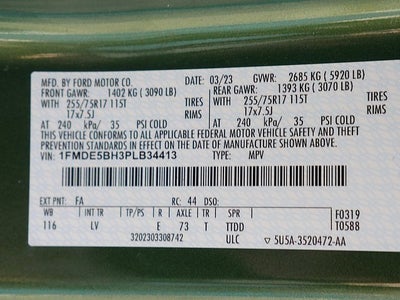 MFD. BY FORD MOTOR CO.
DATE: 03/23 GVWR: 2685 KG ( 5920 LB)
FRONT GAWR: 1402 KG ( 3090 LB) REAR GAWR: 1393 KG ( 3070 LB)
WITH 255/75R17 115T TIRES WITH 255/75R17 115T TIRES
17x7.5J RIMS 17x7.5J RIMS
AT 240 kPa/ 35 PSI COLD AT 240 kPa/ 35 PSI COLD
THIS VEHICLE CONFORMS TO ALL APPLICABLE FEDERAL MOTOR VEHICLE SAFETY AND THEFT
PREVENTION STANDARDS IN EFFECT ON THE DATE OF MANUFACTURE SHOWN ABOVE.
VIN: 1FMDE5BH3PLB34413 TYPE: MPV
EXT PNT: FA RC: 44 DSO:
WB INT TR TP/PS R AXLE TR SPR F0319
116 LV E 73 T TTDD T0588
3202303308742 ULC ▽ 5U5A-3520472-AA